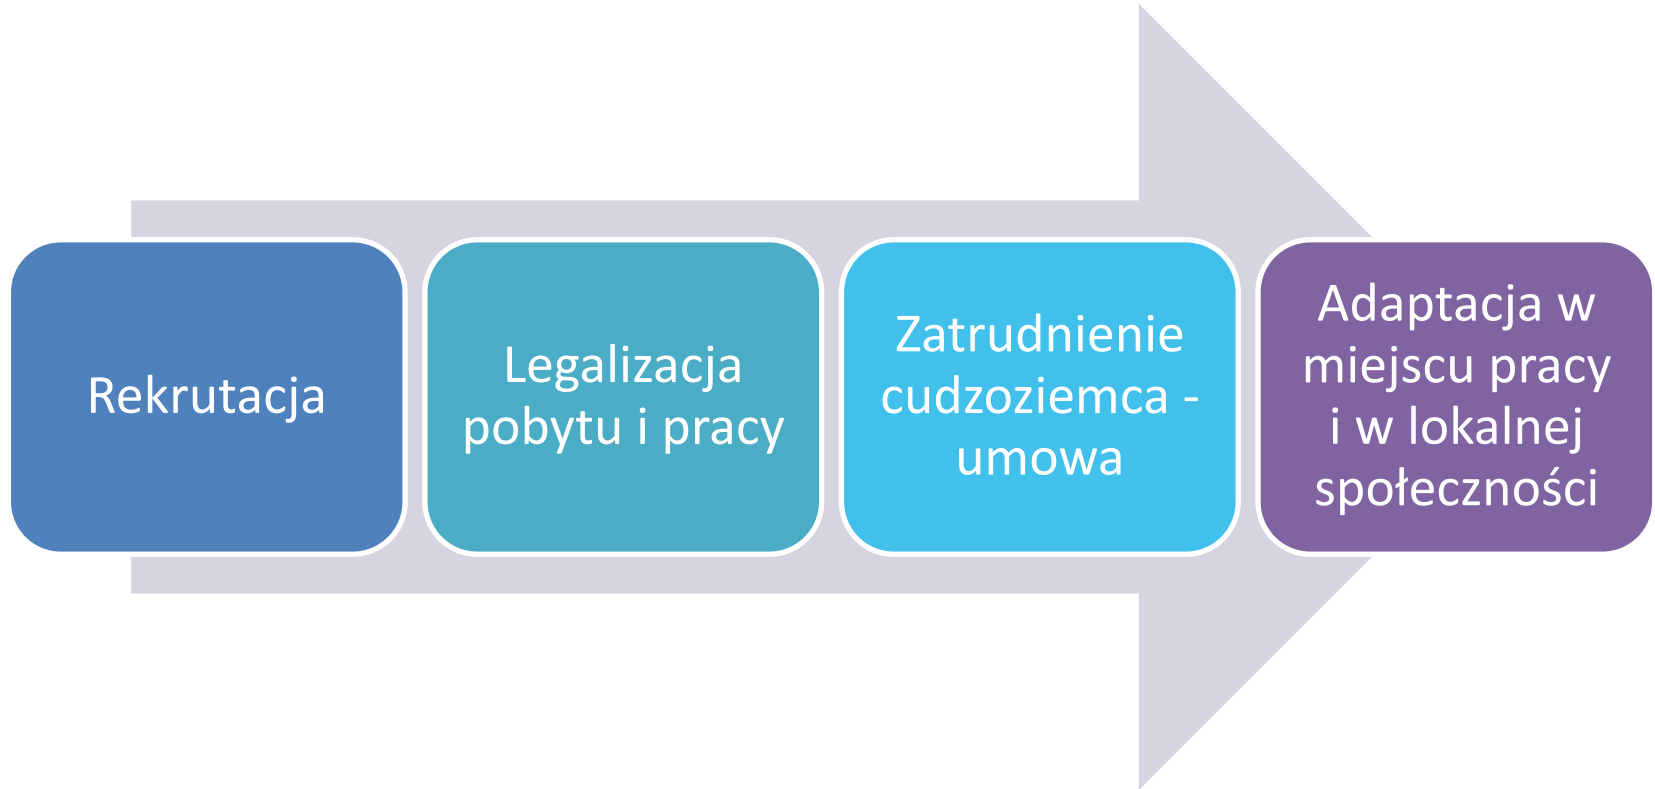 Rekrutacja
Legalizacja
pobytu i pracy
Zatrudnienie
cudzoziemca -
umowa
Adaptacja w
miejscu pracy
i w lokalnej
społeczności